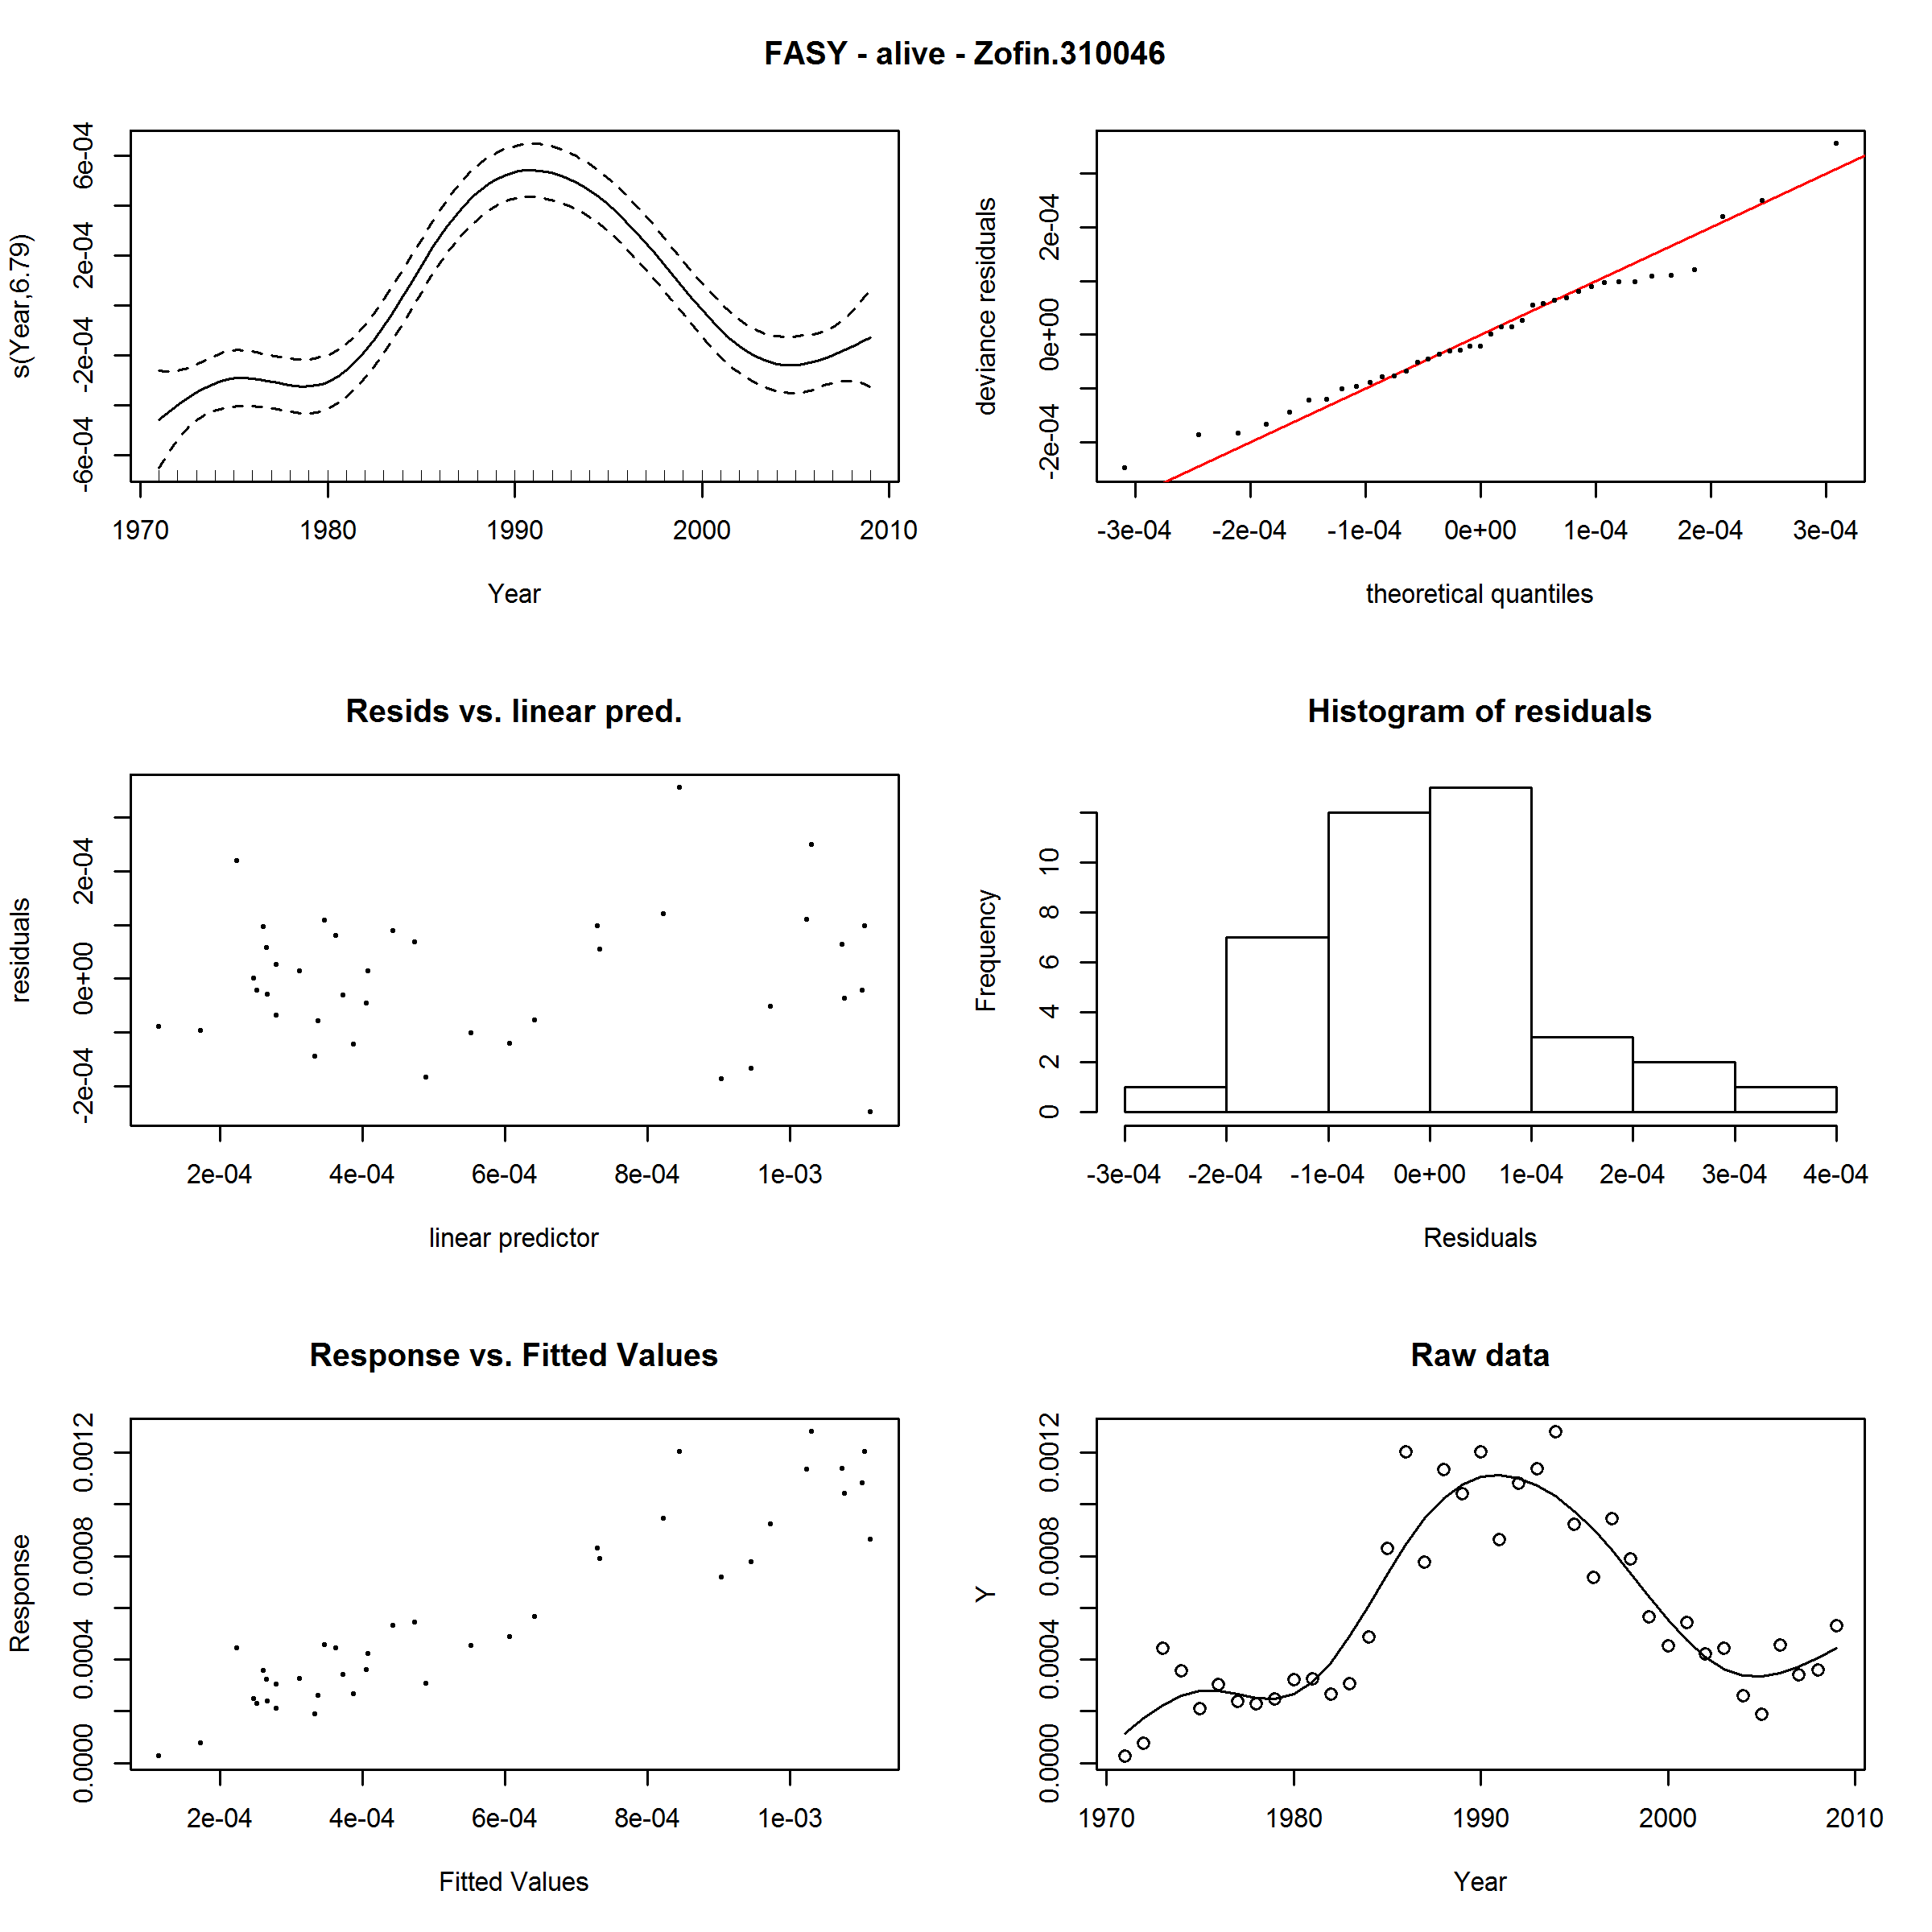 FASY - alive - Zofin.310046
s(Year,6.79)
-6e-04 -2e-04 2e-04 6e-04
1970 1980 1990 2000 2010
Year
deviance residuals
-2e-04 0e+00 2e-04
-3e-04 -2e-04 -1e-04 0e+00 1e-04 2e-04 3e-04
theoretical quantiles
Resids vs. linear pred.
residuals
-2e-04 0e+00 2e-04
2e-04 4e-04 6e-04 8e-04 1e-03
linear predictor
Histogram of residuals
Frequency
0 2 4 6 8 10
-3e-04 -2e-04 -1e-04 0e+00 1e-04 2e-04 3e-04 4e-04
Residuals
Response vs. Fitted Values
Response
0.0000 0.0004 0.0008 0.0012
2e-04 4e-04 6e-04 8e-04 1e-03
Fitted Values
Raw data
Y
0.0000 0.0004 0.0008 0.0012
1970 1980 1990 2000 2010
Year